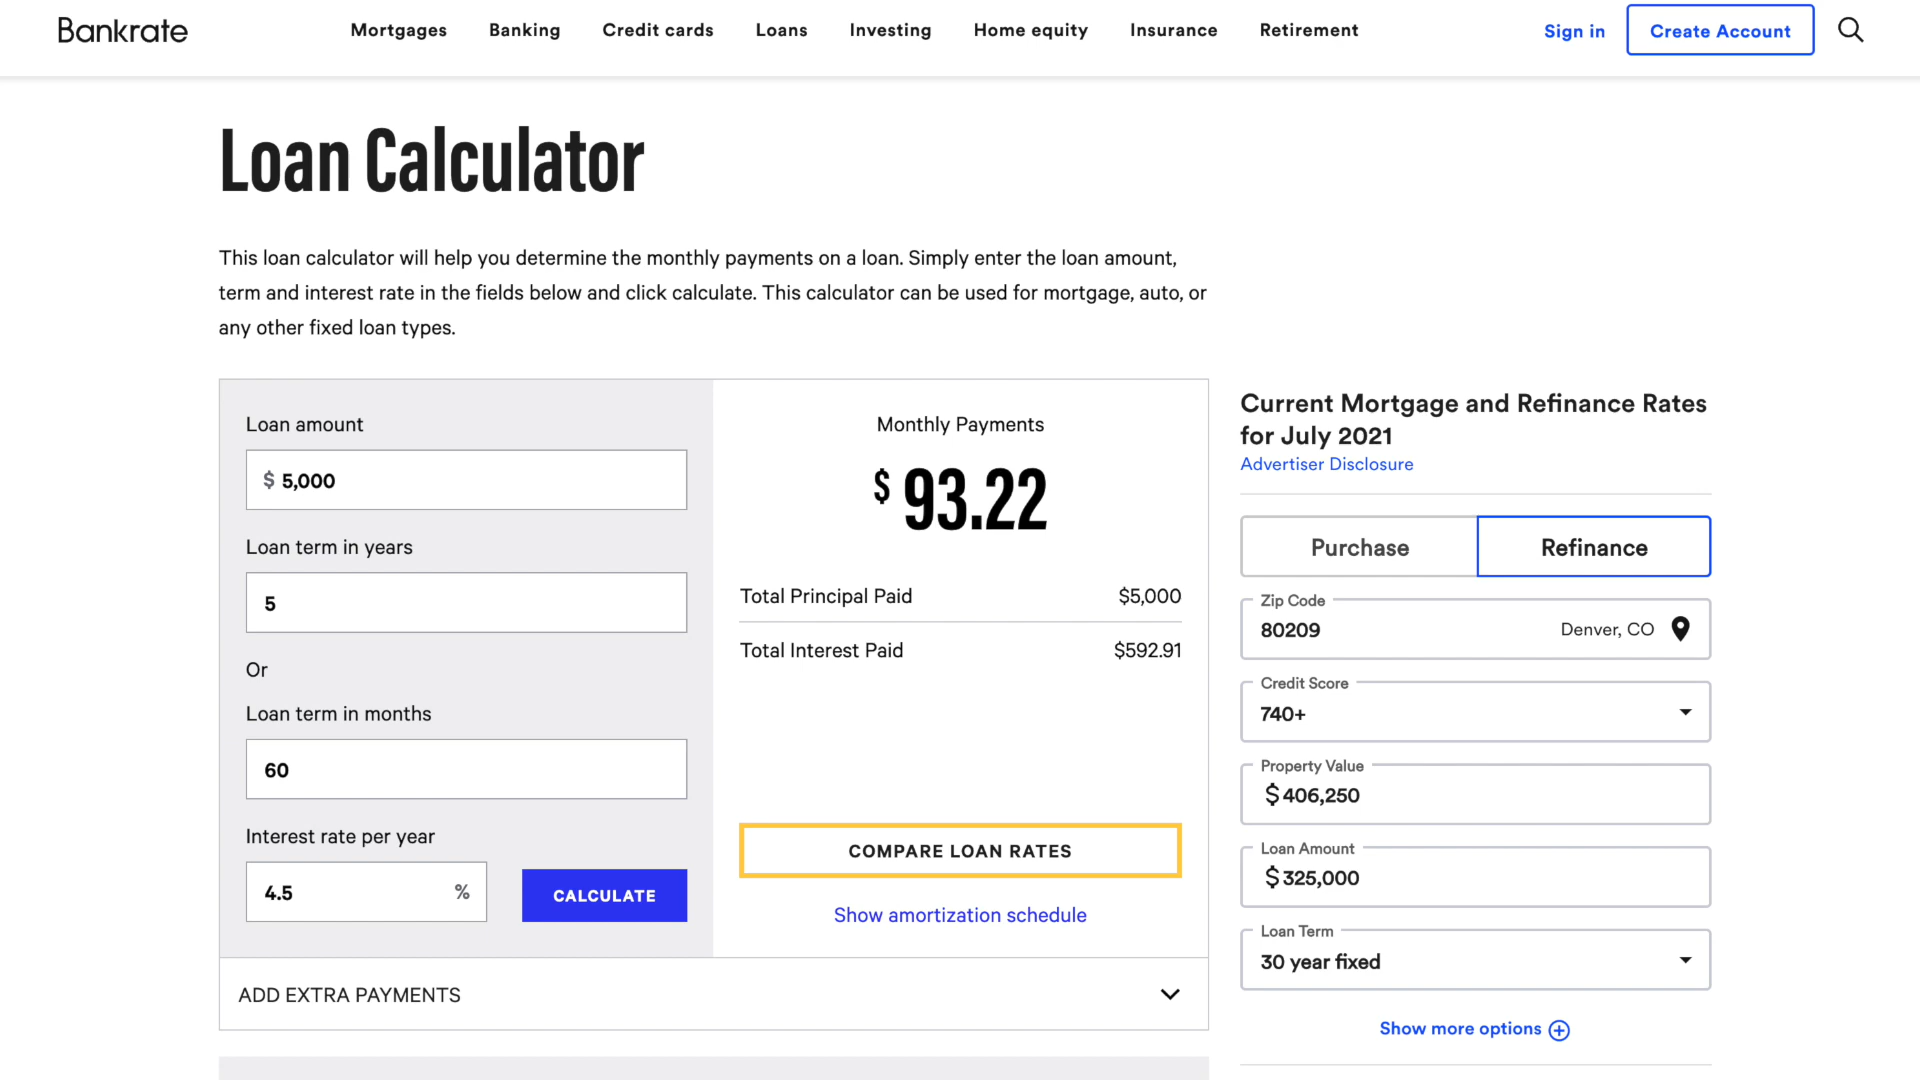 Bankrate
Mortgages Banking Credit cards Loans Investing Home equity Insurance Retirement
Sign in Create Account
Loan Calculator
This loan calculator will help you determine the monthly payments on a loan. Simply enter the loan amount,
term and interest rate in the fields below and click calculate. This calculator can be used for mortgage, auto, or
any other fixed loan types.
Loan amount
$ 5,000
Loan term in years
5
Or
Loan term in months
60
Interest rate per year
4.5 %
CALCULATE
Monthly Payments
$ 93.22
Total Principal Paid $5,000
Total Interest Paid $592.91
COMPARE LOAN RATES
Show amortization schedule
ADD EXTRA PAYMENTS
Current Mortgage and Refinance Rates
for July 2021
Advertiser Disclosure
Purchase Refinance
Zip Code
80209 Denver, CO
Credit Score
740+
Property Value
$ 406,250
Loan Amount
$ 325,000
Loan Term
30 year fixed
Show more options